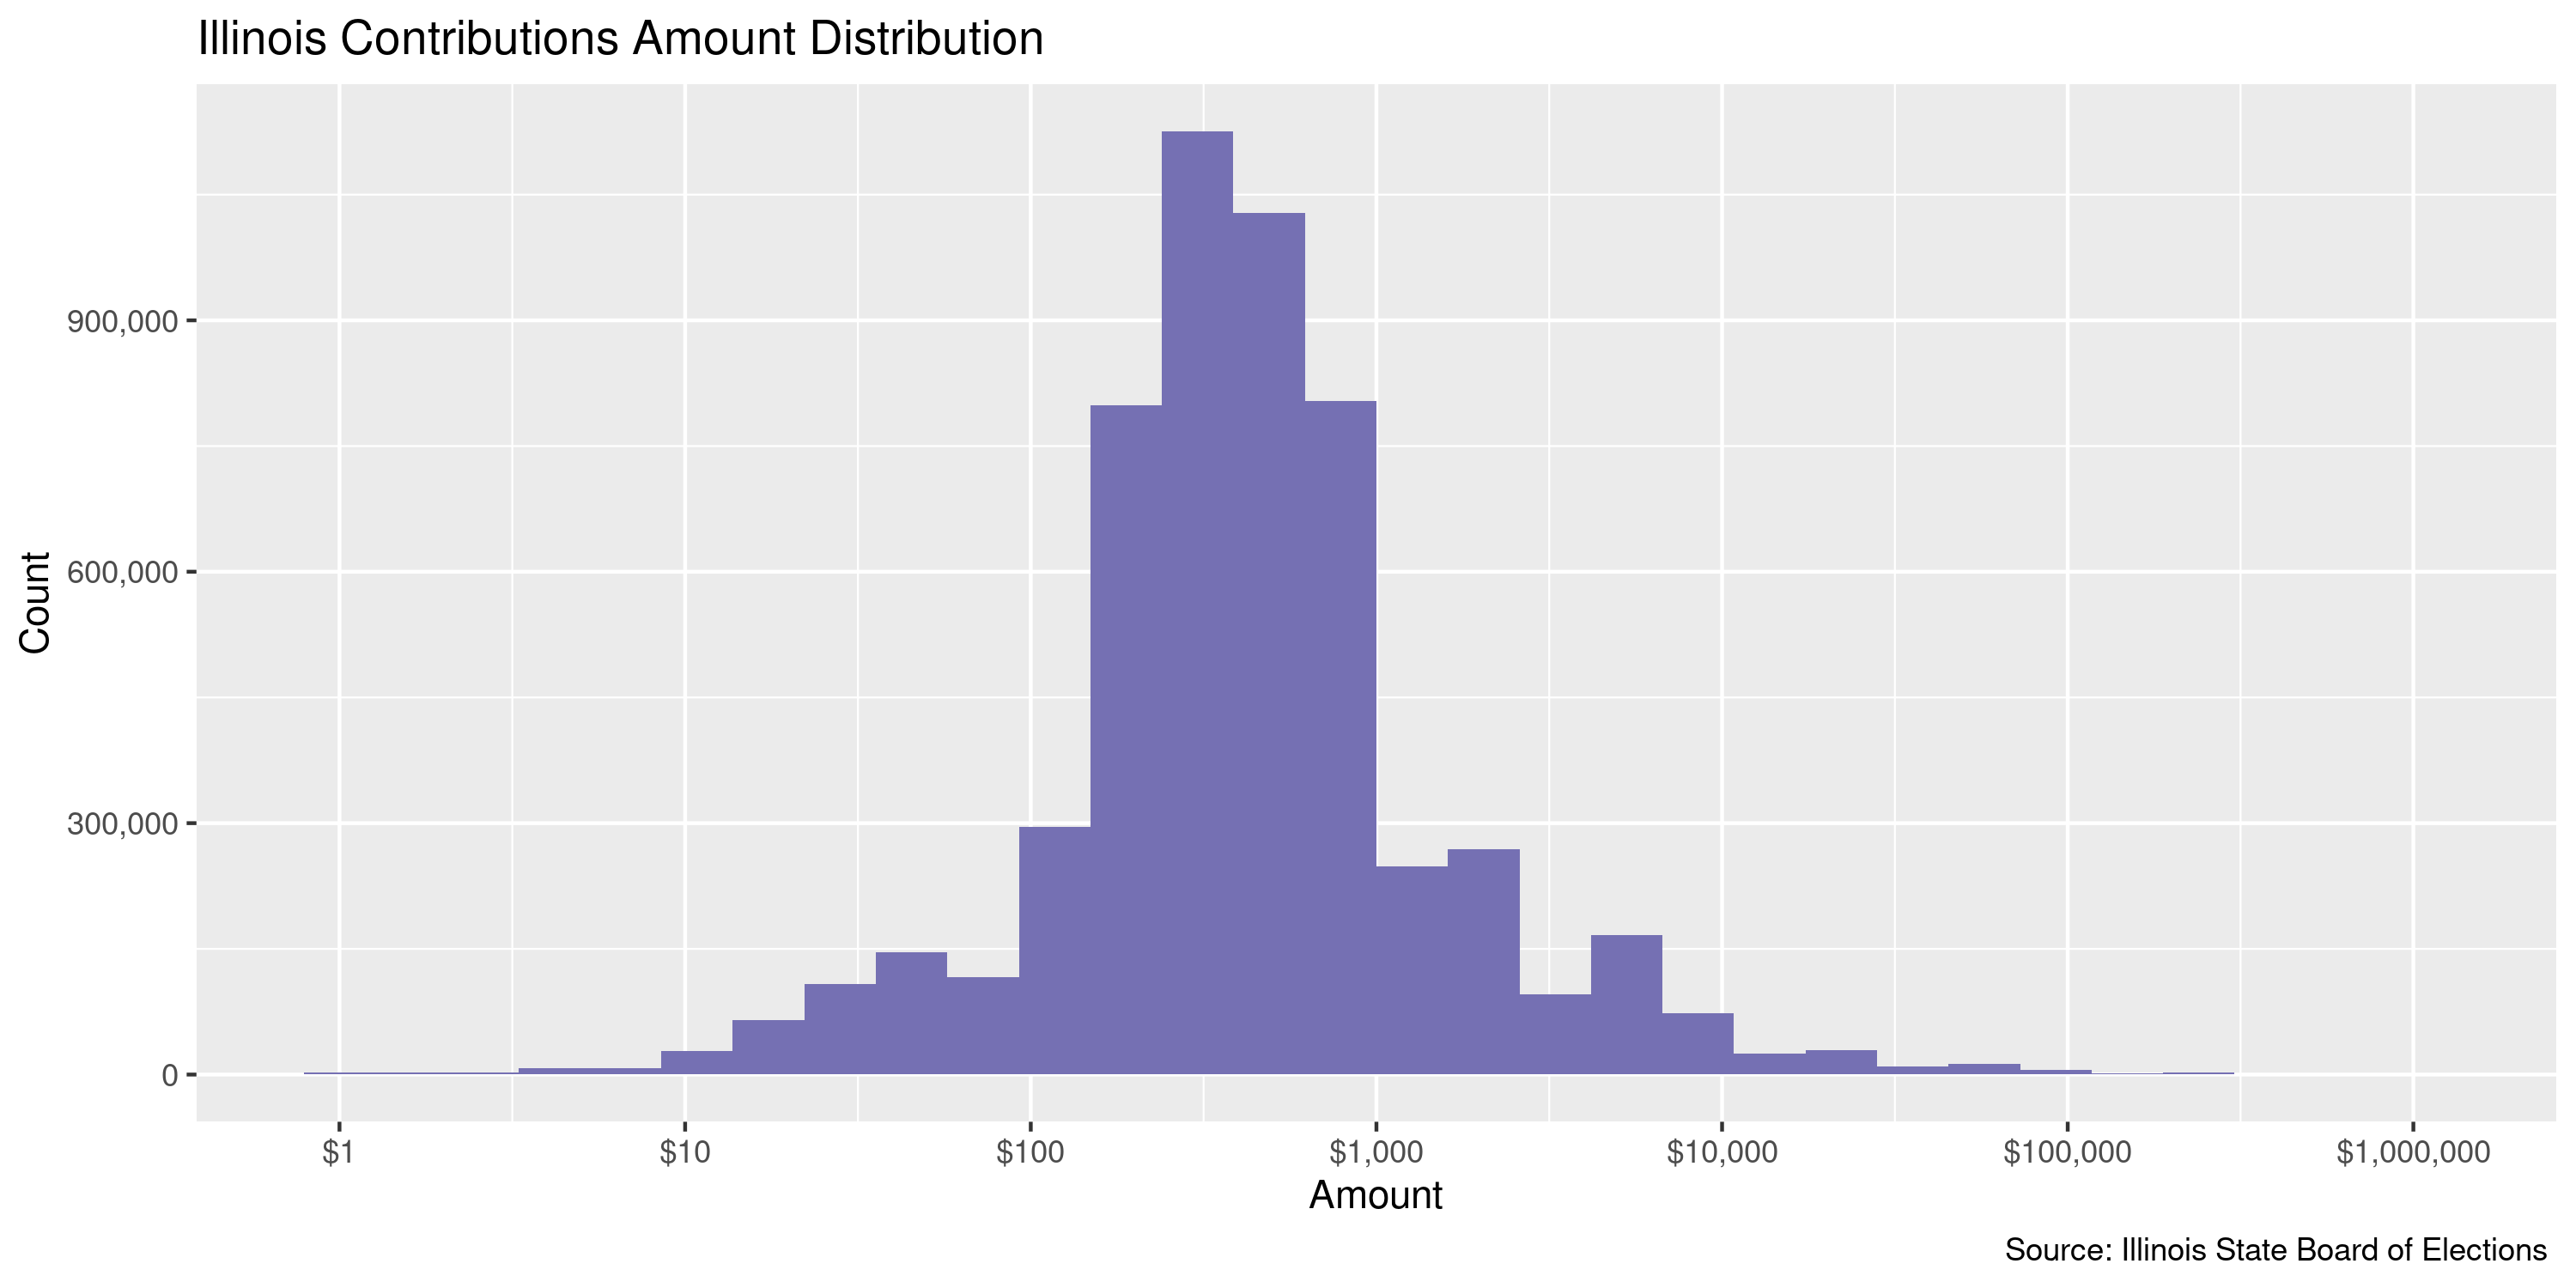 Illinois Contributions Amount Distribution
Count
900,000
600,000
300,000
0
$1 $10 $100 $1,000 $10,000 $100,000 $1,000,000
Amount
Source: Illinois State Board of Elections